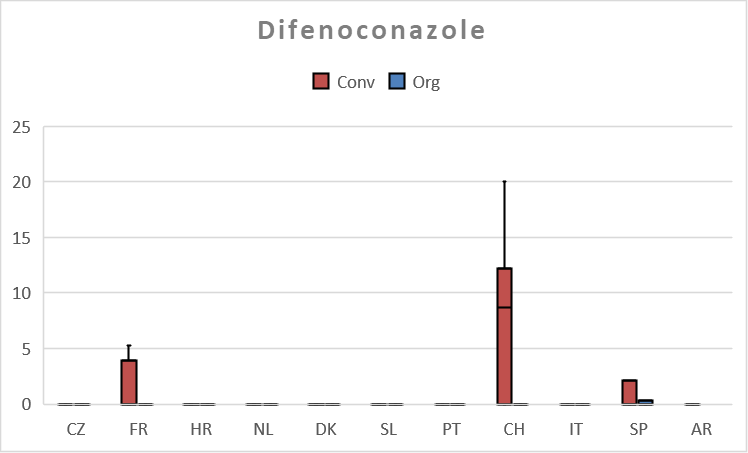 Difenoconazole
Conv Org
25
20
15
10
5
0
CZ FR HR NL DK SL PT CH IT SP AR